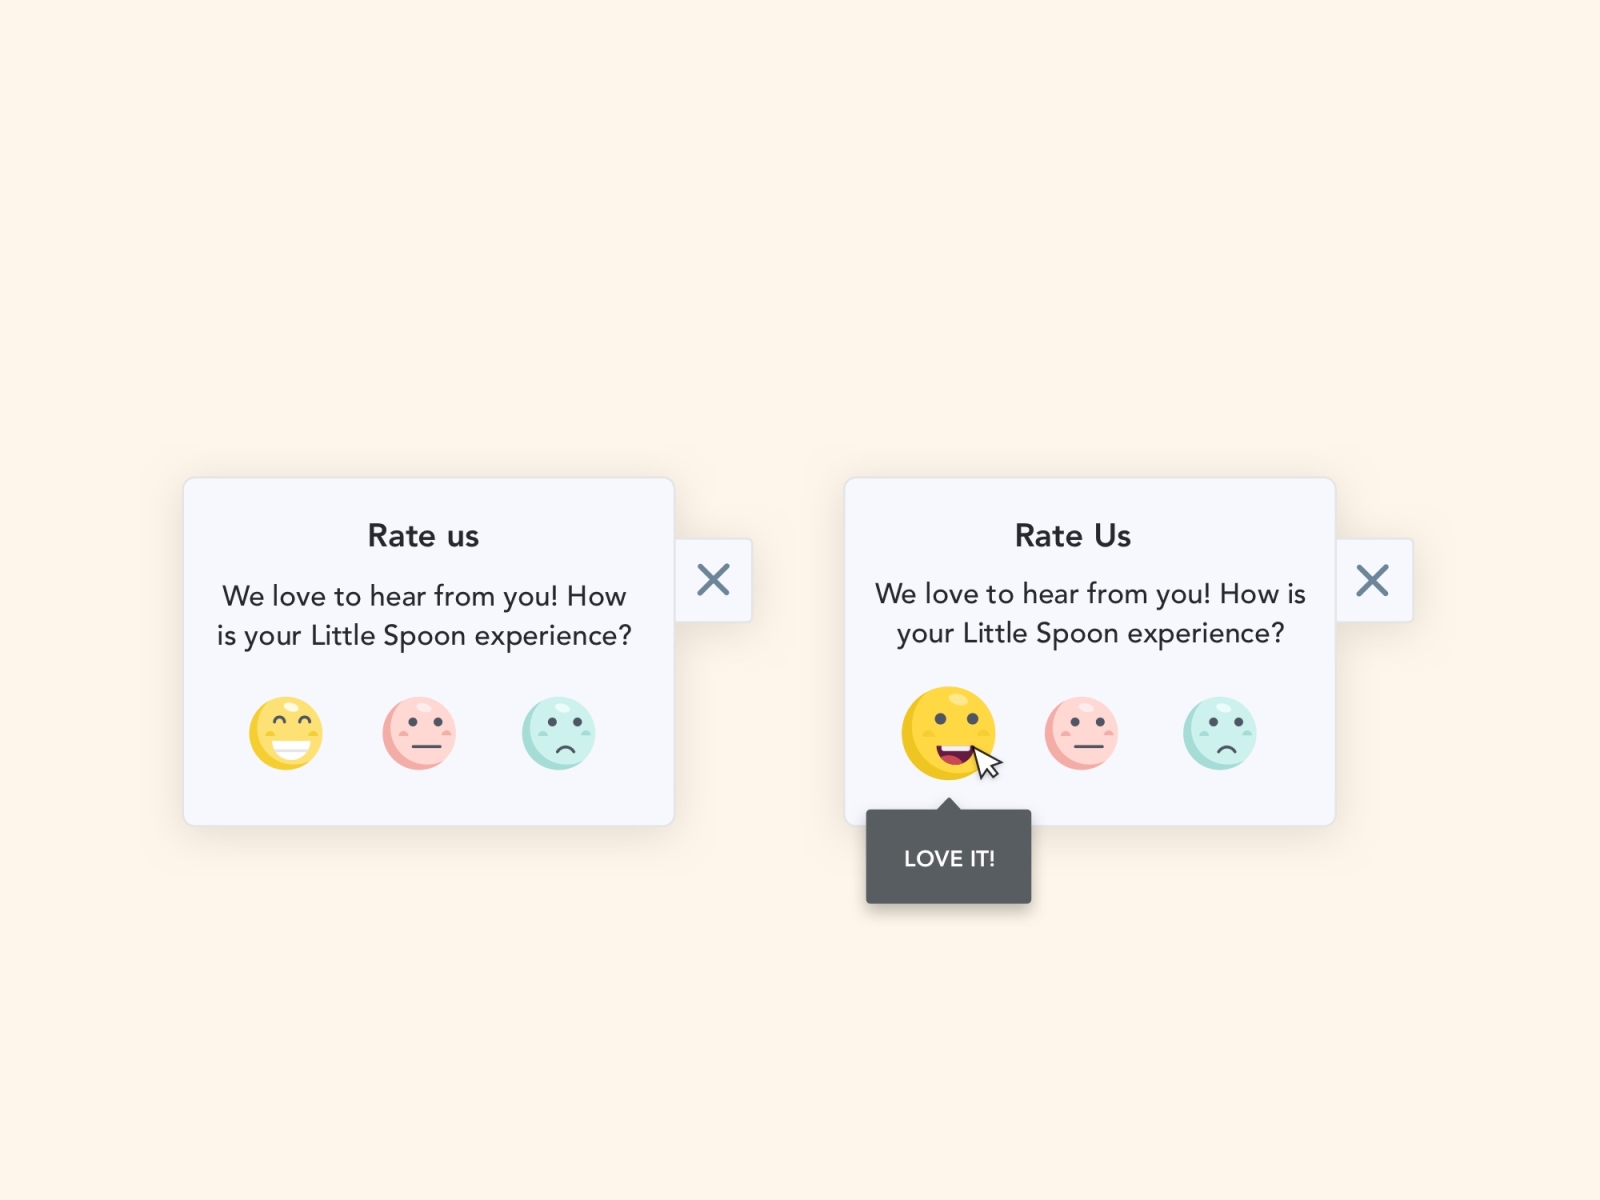 Rate us
We love to hear from you! How
is your Little Spoon experience?
Rate Us
We love to hear from you! How is
your Little Spoon experience?
LOVE IT!